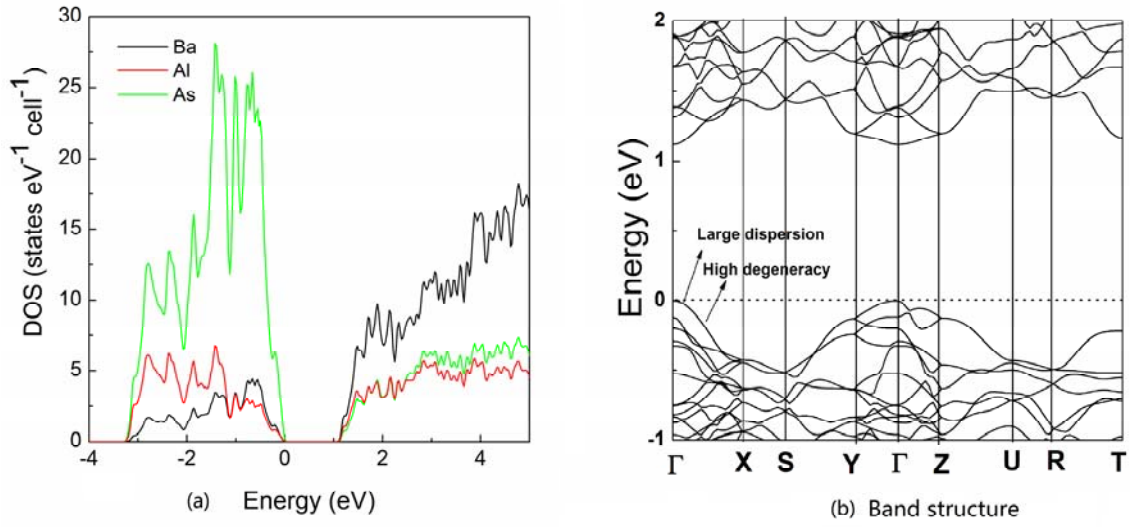 30
25
20
15
10
5
0
DOS (states eV⁻¹ cell⁻¹)
Ba
Al
As
-4 -2 0 2 4
(a) Energy (eV)
2
1
0
-1
Energy (eV)
Large dispersion
High degeneracy
Γ X S Y Γ Z U R T
(b) Band structure